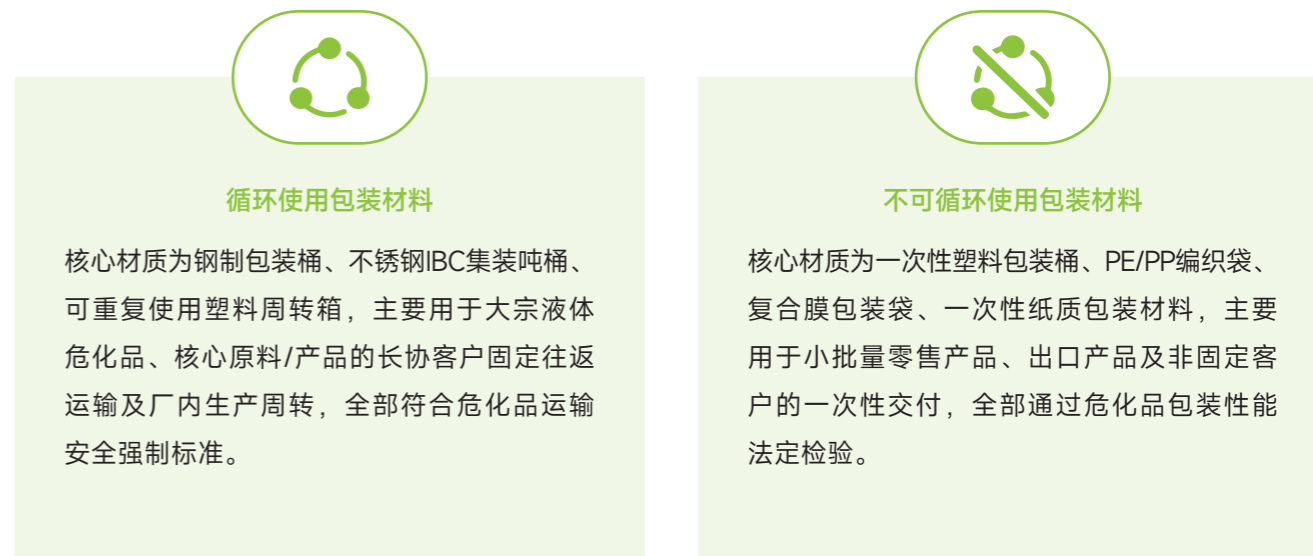 循环使用包装材料
核心材质为钢制包装桶、不锈钢IBC集装吨桶、
可重复使用塑料周转箱，主要用于大宗液体
危化品、核心原料/产品的长协客户固定往返
运输及厂内生产周转，全部符合危化品运输
安全强制标准。
不可循环使用包装材料
核心材质为一次性塑料包装桶、PE/PP编织袋、
复合膜包装袋、一次性纸质包装材料，主要
用于小批量零售产品、出口产品及非固定客
户的一次性交付，全部通过危化品包装性能
法定检验。